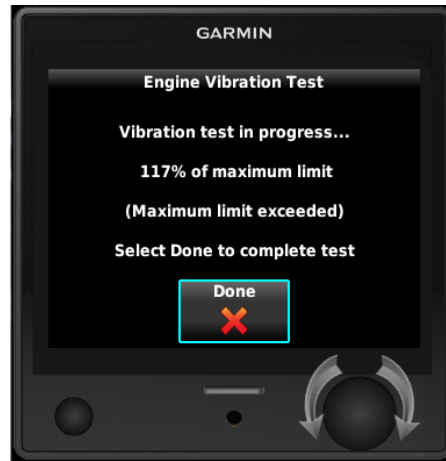 GARMIN
Engine Vibration Test
Vibration test in progress...
117% of maximum limit
(Maximum limit exceeded)
Select Done to complete test
Done